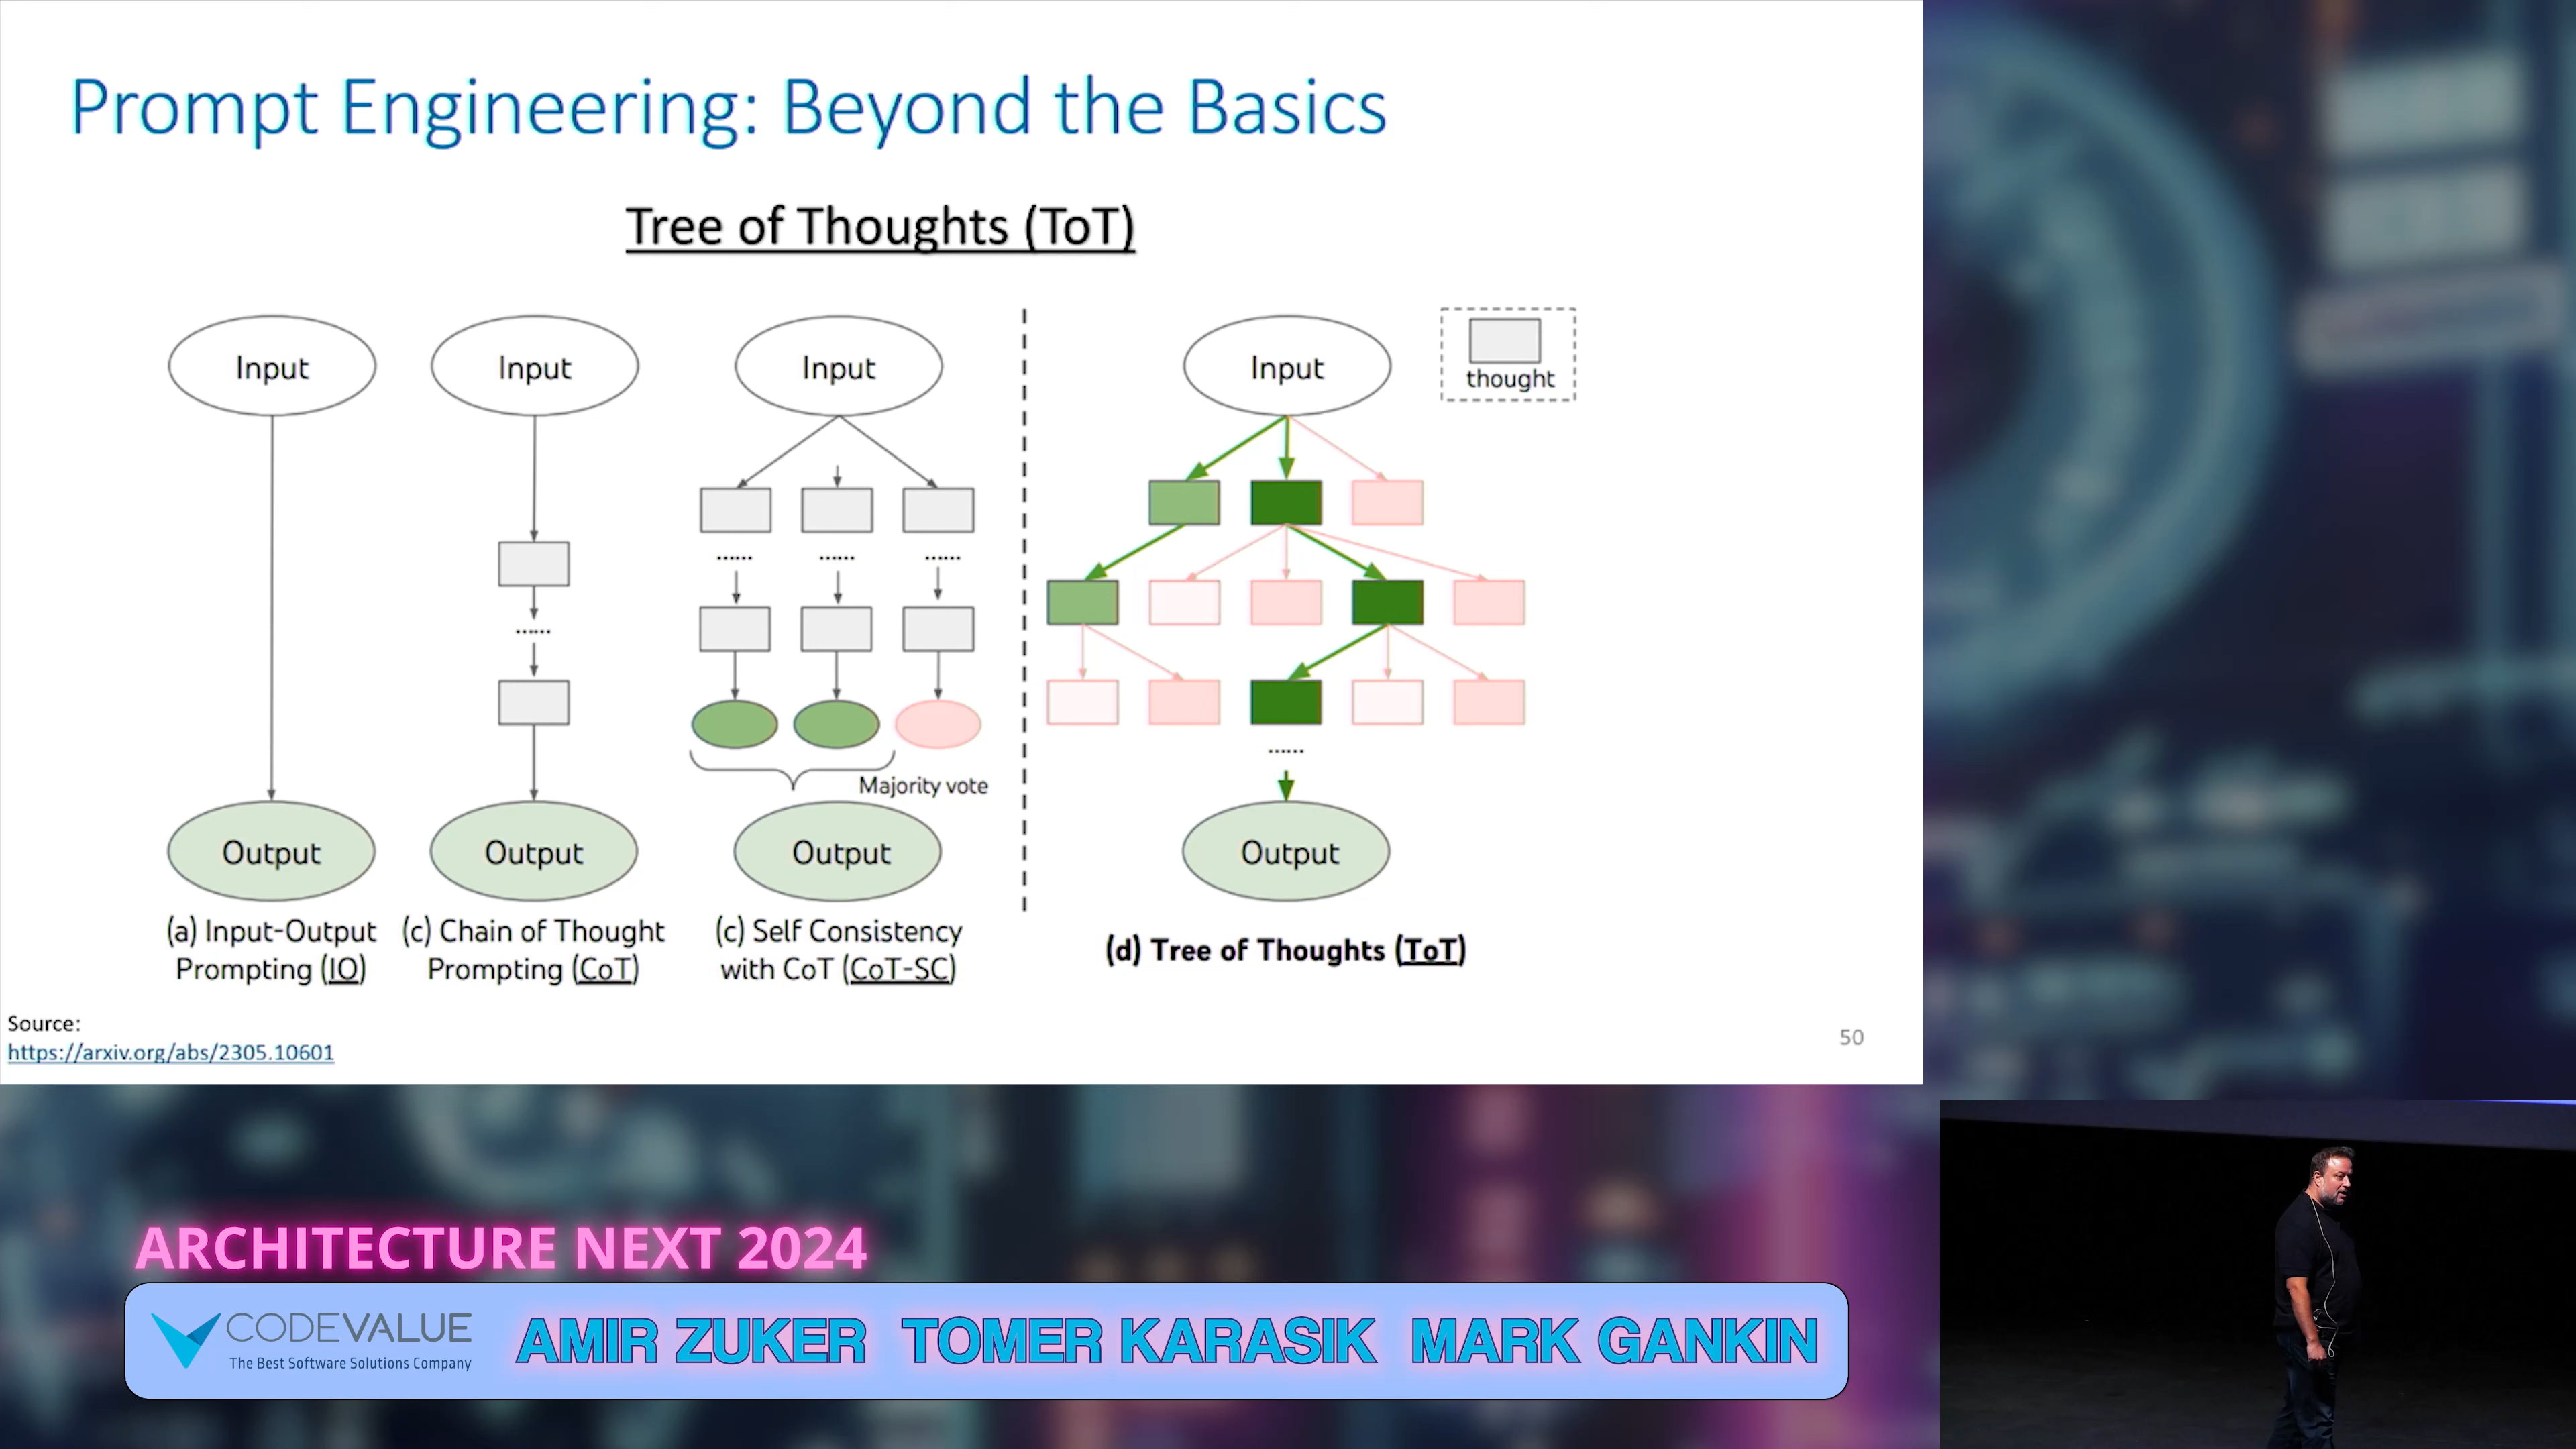 Prompt Engineering: Beyond the Basics
Tree of Thoughts (ToT)
Input
Input
Input
Input
thought
......
......
......
......
......
Majority vote
Output
Output
Output
Output
(a) Input-Output
Prompting (IO)
(c) Chain of Thought
Prompting (CoT)
(c) Self Consistency
with CoT (CoT-SC)
(d) Tree of Thoughts (ToT)
Source:
https://arxiv.org/abs/2305.10601
50
ARCHITECTURE NEXT 2024
CODEVALUE
The Best Software Solutions Company
AMIR ZUKER TOMER KARASIK MARK GANKIN